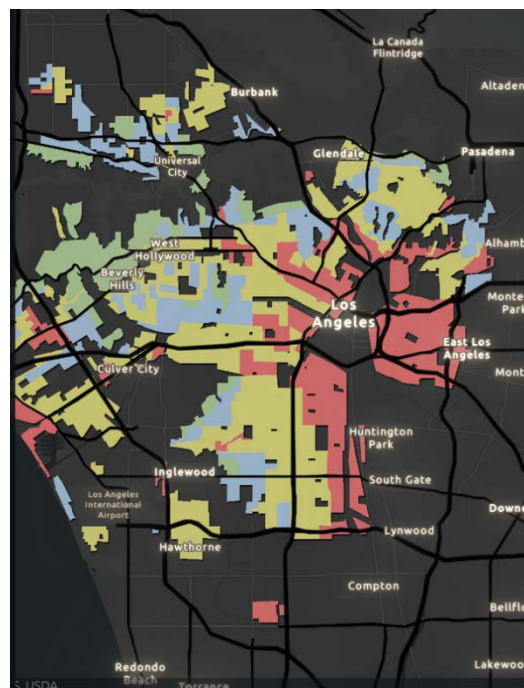 La Canada
Flintridge
Altaden
Burbank
Glendale
Pasadena
Universal
City
West
Hollywood
Alhamb
Beverly
Hills
Monte
Park
Los
Angeles
East Los
Angeles
Mont
Culver City
Huntington
Park
Inglewood
South Gate
Los Angeles
International
Airport
Downe
Lynwood
Hawthorne
Compton
Bellflo
Lakewoo
Redondo
Beach
Torrance
S, USDA